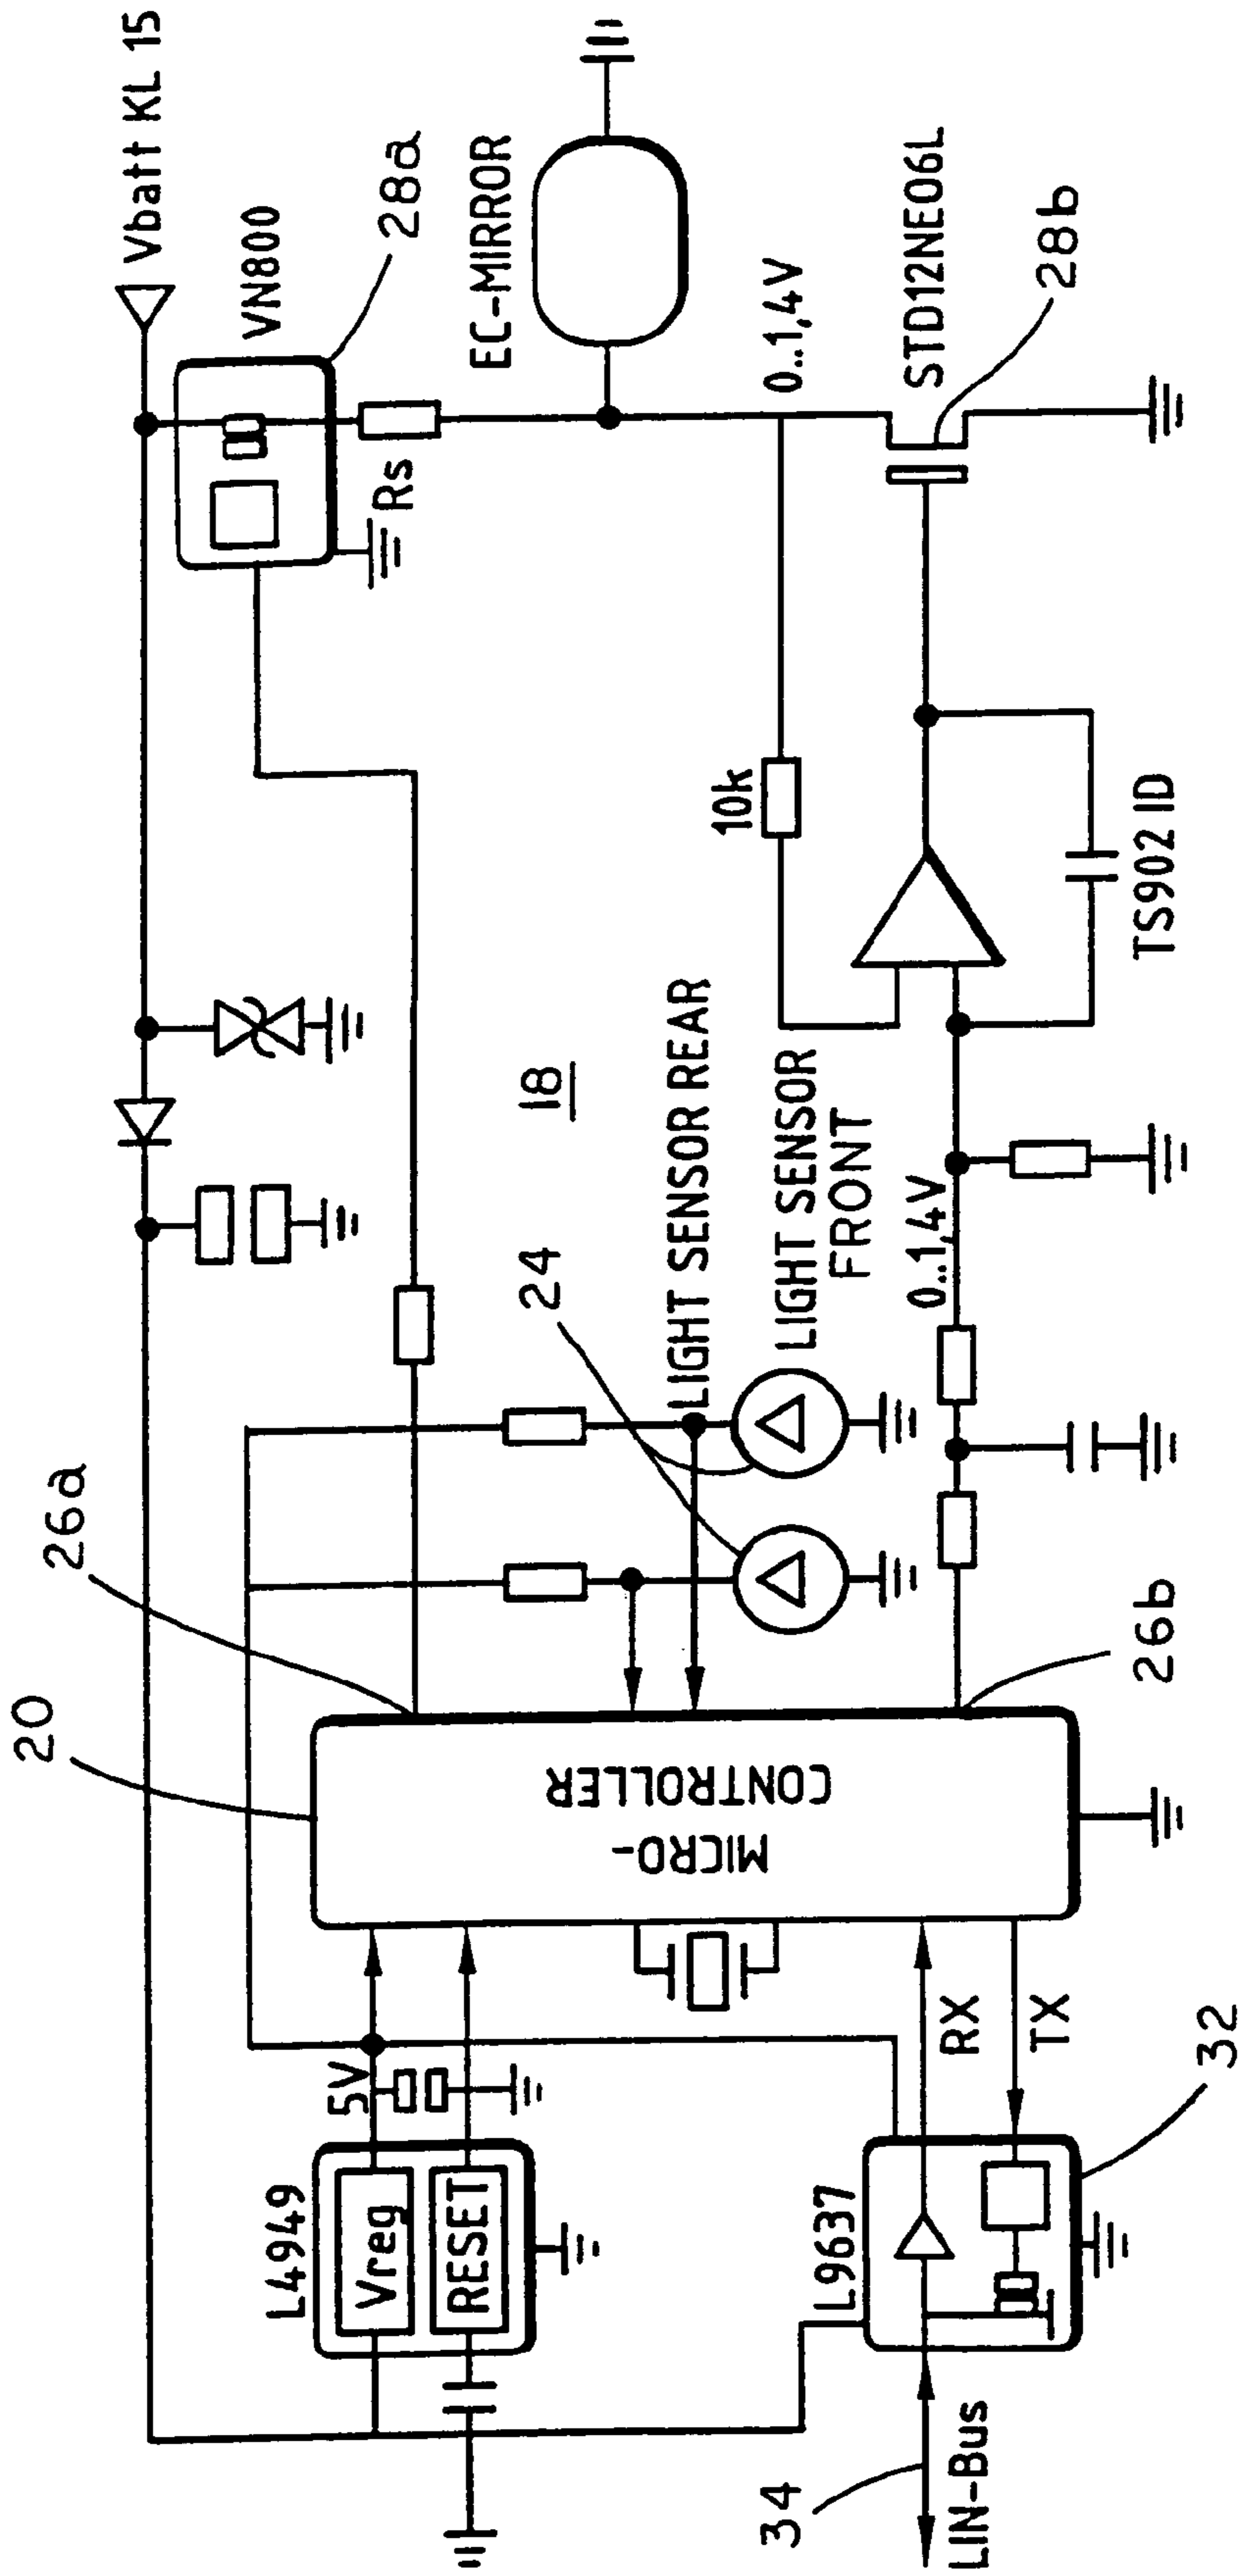 Vbatt KL 15
VN800
28a
Rs
EC-MIRROR
0..1,4V
STD12NE06L
28b
10k
TS902 ID
18
LIGHT SENSOR REAR
LIGHT SENSOR
FRONT
24
0..1,4V
26a
20
26b
MICRO-
CONTROLLER
5V
L4949
Vreg
RESET
RX
TX
L9637
32
34
LIN-Bus